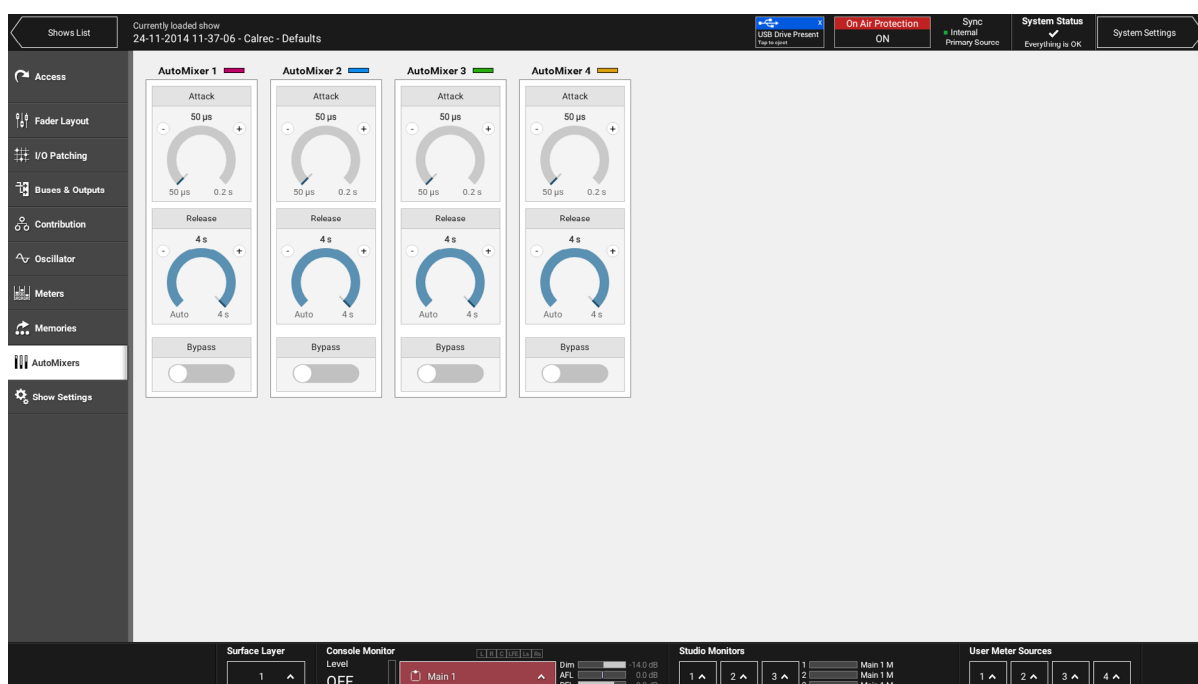 Shows List
Currently loaded show
24-11-2014 11-37-06 - Calrec - Defaults
X
USB Drive Present
Tap to eject
On Air Protection
ON
Sync
Internal
Primary Source
System Status
Everything is OK
System Settings
Access
Fader Layout
I/O Patching
Buses & Outputs
Contribution
Oscillator
Meters
Memories
AutoMixers
Show Settings
AutoMixer 1 AutoMixer 2 AutoMixer 3 AutoMixer 4
Attack Attack Attack Attack
50 µs 50 µs 50 µs 50 µs
- + - + - + - +
50 µs 0.2 s 50 µs 0.2 s 50 µs 0.2 s 50 µs 0.2 s
Release Release Release Release
4 s 4 s 4 s 4 s
- + - + - + - +
Auto 4 s Auto 4 s Auto 4 s Auto 4 s
Bypass Bypass Bypass Bypass
Surface Layer
1
Console Monitor
Level
OFF
L R C LFE Ls Rs
Main 1
Dim -14.0 dB
AFL 0.0 dB
Studio Monitors
1 2 3
1 Main 1 M
2 Main 1 M
User Meter Sources
1 2 3 4